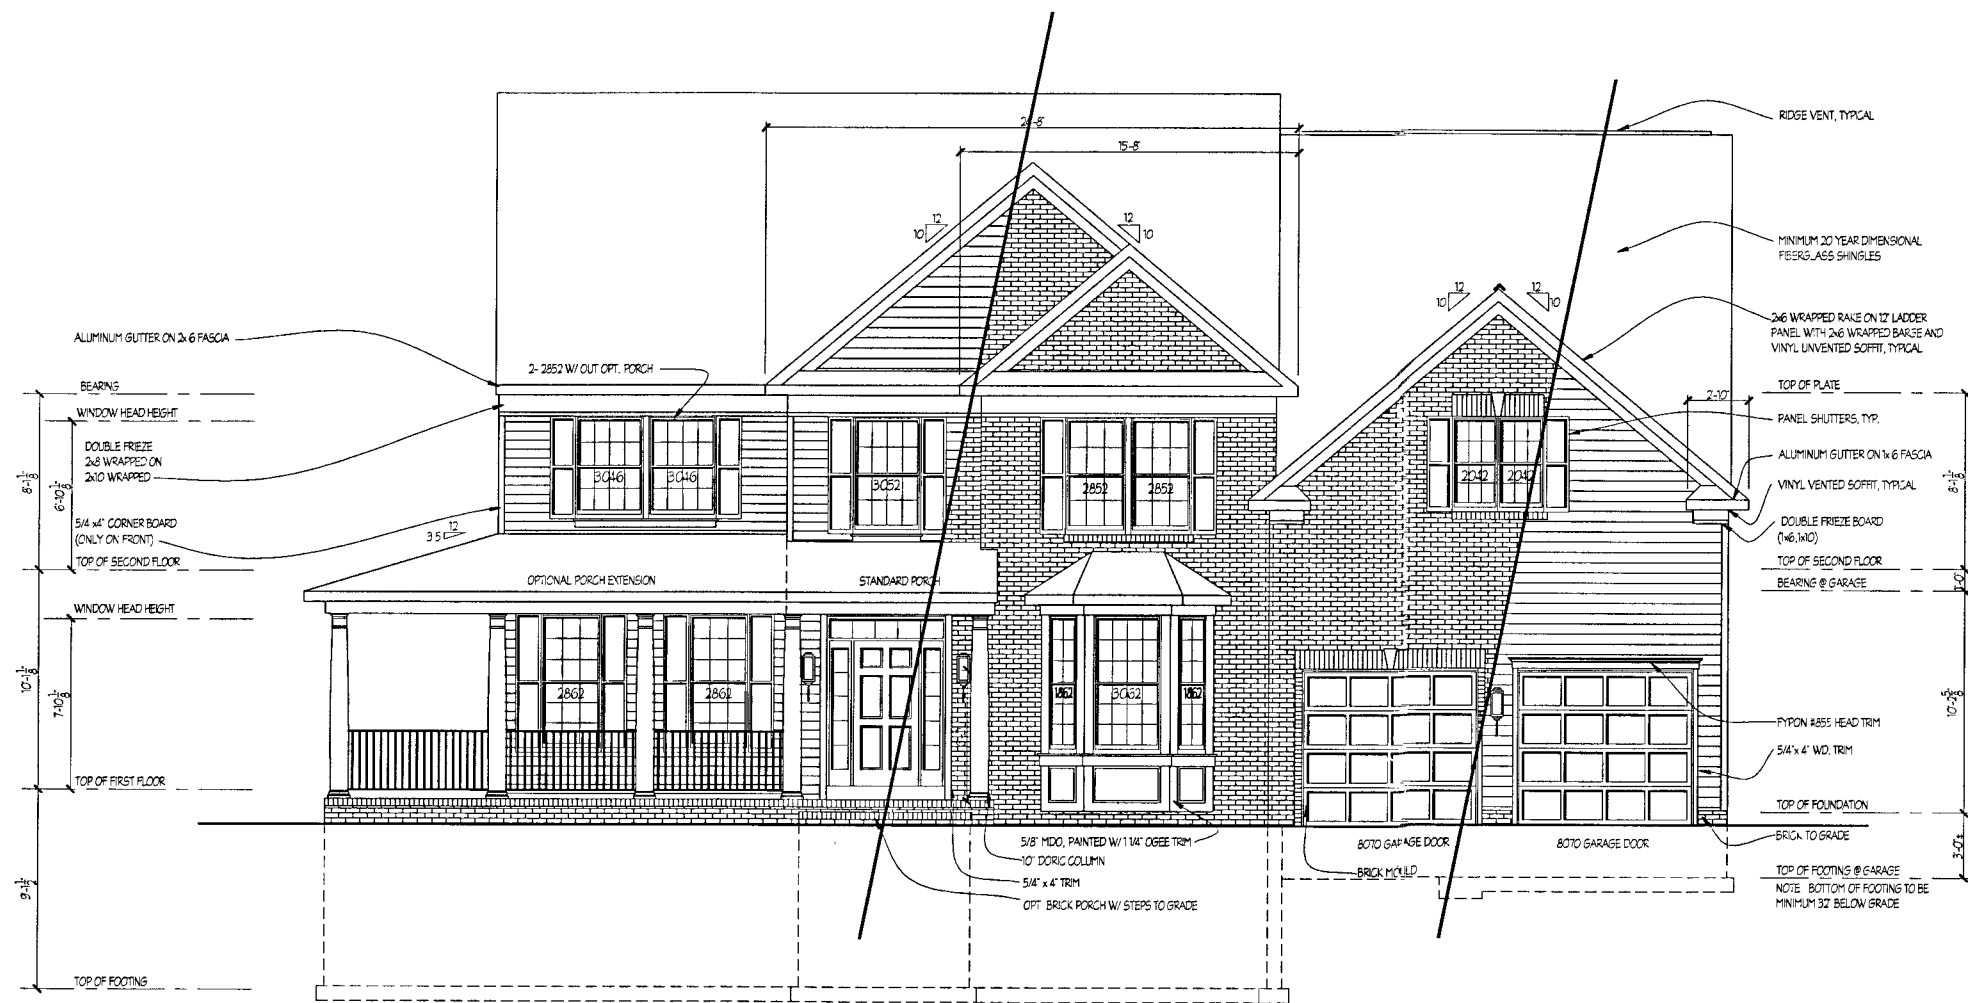 RIDGE VENT, TYPICAL
24'-8"
15'-8"
12
10
12
10
MINIMUM 20 YEAR DIMENSIONAL
FIBERGLASS SHINGLES
12
10
12
10
2x6 WRAPPED RAKE ON 12" LADDER
PANEL WITH 2x6 WRAPPED BARGE AND
VINYL UNVENTED SOFFIT, TYPICAL
ALUMINUM GUTTER ON 2x 6 FASCIA
2- 2852 W/ OUT OPT. PORCH
BEARING
TOP OF PLATE
2'-10"
WINDOW HEAD HEIGHT
PANEL SHUTTERS, TYP.
DOUBLE FRIEZE
2x8 WRAPPED ON
2x10 WRAPPED
ALUMINUM GUTTER ON 1x 6 FASCIA
VINYL VENTED SOFFIT, TYPICAL
3046
3046
3052
2852
2852
2042
2042
8'-1 1/8"
6'-10 1/8"
8'-1 1/8"
5/4 x4" CORNER BOARD
(ONLY ON FRONT)
12
3.5
DOUBLE FRIEZE BOARD
(1x6, 1x10)
TOP OF SECOND FLOOR
TOP OF SECOND FLOOR
OPTIONAL PORCH EXTENSION
STANDARD PORCH
BEARING @ GARAGE
1'-0"
WINDOW HEAD HEIGHT
10'-1 1/8"
7'-10 1/8"
2862
2862
1862
3062
1862
10'-2 5/8"
FYPON #855 HEAD TRIM
5/4"x 4" WD. TRIM
TOP OF FIRST FLOOR
TOP OF FOUNDATION
BRICK TO GRADE
5/8" MDO, PAINTED W/ 1 1/4" OGEE TRIM
8070 GARAGE DOOR
8070 GARAGE DOOR
10" DORIC COLUMN
BRICK MOULD
5/4" x 4" TRIM
OPT BRICK PORCH W/ STEPS TO GRADE
3'-0"±
TOP OF FOOTING @ GARAGE
NOTE BOTTOM OF FOOTING TO BE
MINIMUM 32" BELOW GRADE
9'-1 1/2"
TOP OF FOOTING